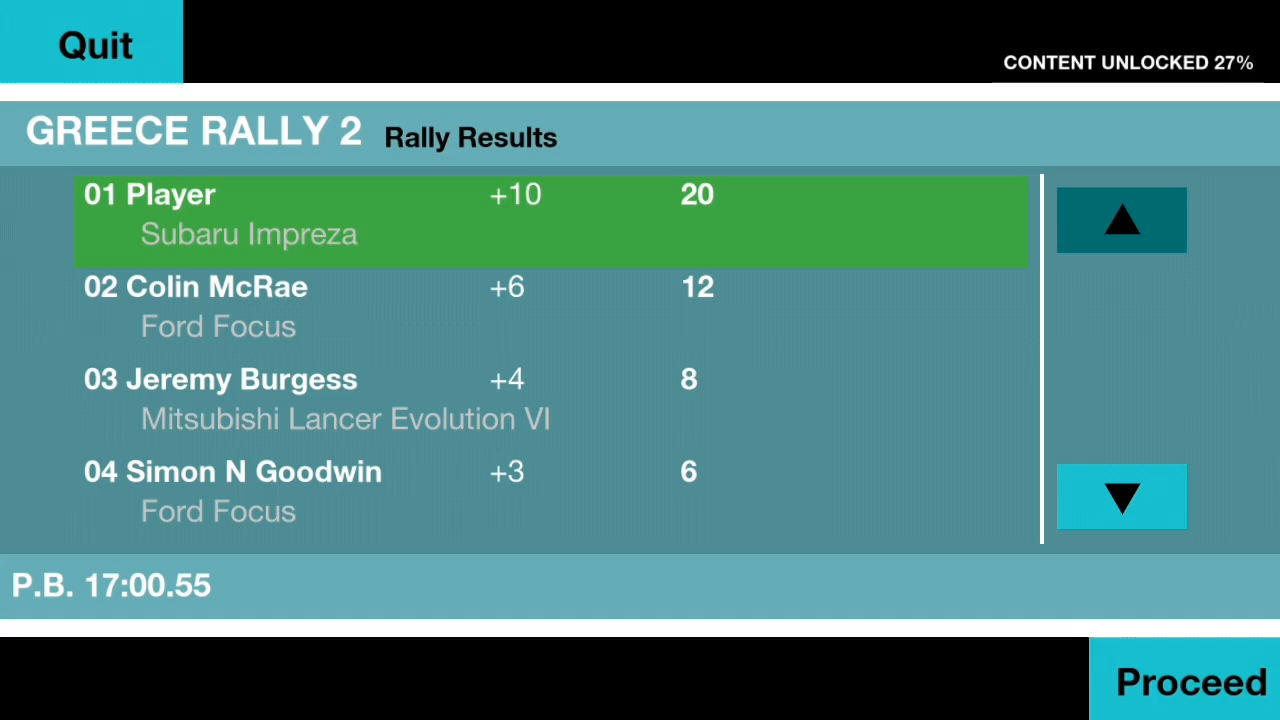 Quit
CONTENT UNLOCKED 27%
GREECE RALLY 2 Rally Results
01 Player +10 20
Subaru Impreza
02 Colin McRae +6 12
Ford Focus
03 Jeremy Burgess +4 8
Mitsubishi Lancer Evolution VI
04 Simon N Goodwin +3 6
Ford Focus
P.B. 17:00.55
Proceed